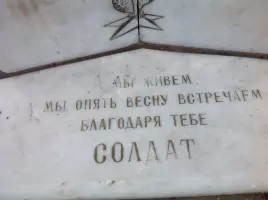 А МЫ ЖИВЕМ
А МЫ ОПЯТЬ ВЕСНУ ВСТРЕЧАЕМ
БЛАГОДАРЯ ТЕБЕ
СОЛДАТ